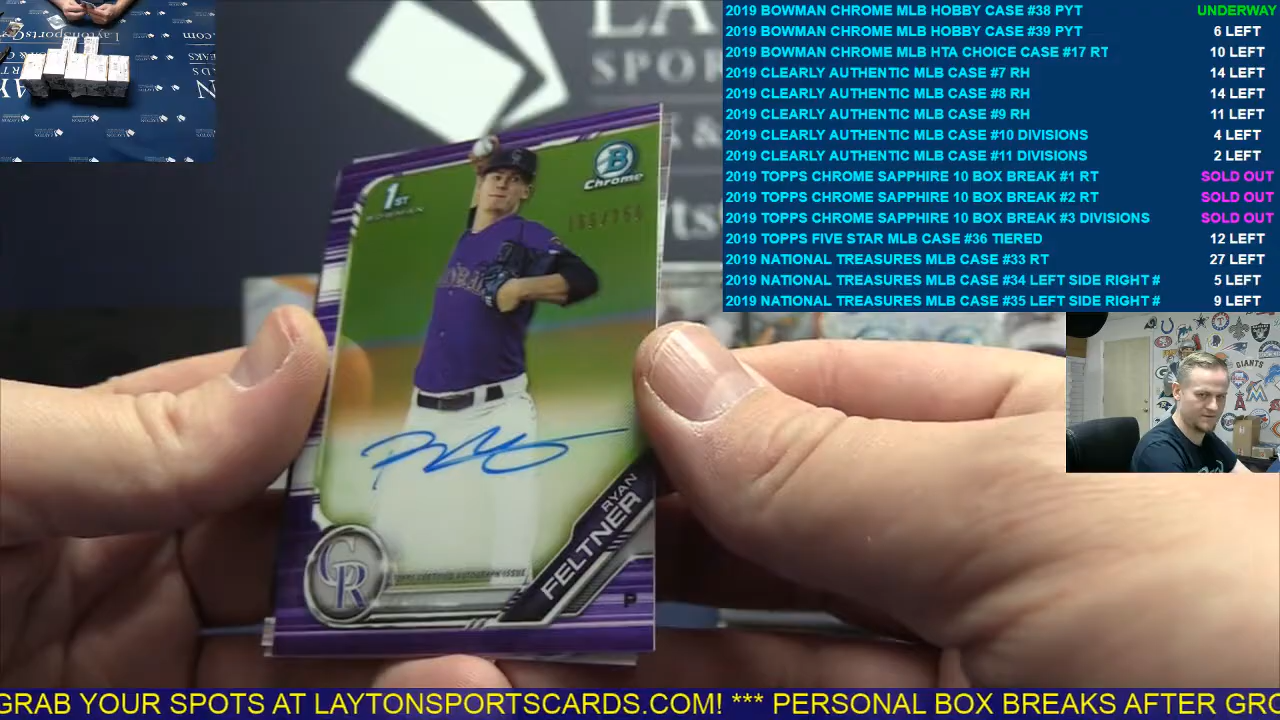 2019 BOWMAN CHROME MLB HOBBY CASE #38 PYT UNDERWAY
2019 BOWMAN CHROME MLB HOBBY CASE #39 PYT 6 LEFT
2019 BOWMAN CHROME MLB HTA CHOICE CASE #17 RT 10 LEFT
2019 CLEARLY AUTHENTIC MLB CASE #7 RH 14 LEFT
2019 CLEARLY AUTHENTIC MLB CASE #8 RH 14 LEFT
2019 CLEARLY AUTHENTIC MLB CASE #9 RH 11 LEFT
2019 CLEARLY AUTHENTIC MLB CASE #10 DIVISIONS 4 LEFT
2019 CLEARLY AUTHENTIC MLB CASE #11 DIVISIONS 2 LEFT
2019 TOPPS CHROME SAPPHIRE 10 BOX BREAK #1 RT SOLD OUT
2019 TOPPS CHROME SAPPHIRE 10 BOX BREAK #2 RT SOLD OUT
2019 TOPPS CHROME SAPPHIRE 10 BOX BREAK #3 DIVISIONS SOLD OUT
2019 TOPPS FIVE STAR MLB CASE #36 TIERED 12 LEFT
2019 NATIONAL TREASURES MLB CASE #33 RT 27 LEFT
2019 NATIONAL TREASURES MLB CASE #34 LEFT SIDE RIGHT # 5 LEFT
2019 NATIONAL TREASURES MLB CASE #35 LEFT SIDE RIGHT # 9 LEFT
LAY
SPOR
B
Chrome
1ST
BOWMAN
RYAN
FELTNER
P
CR
TOPPS CERTIFIED AUTOGRAPH ISSUE
GRAB YOUR SPOTS AT LAYTONSPORTSCARDS.COM! *** PERSONAL BOX BREAKS AFTER GRO